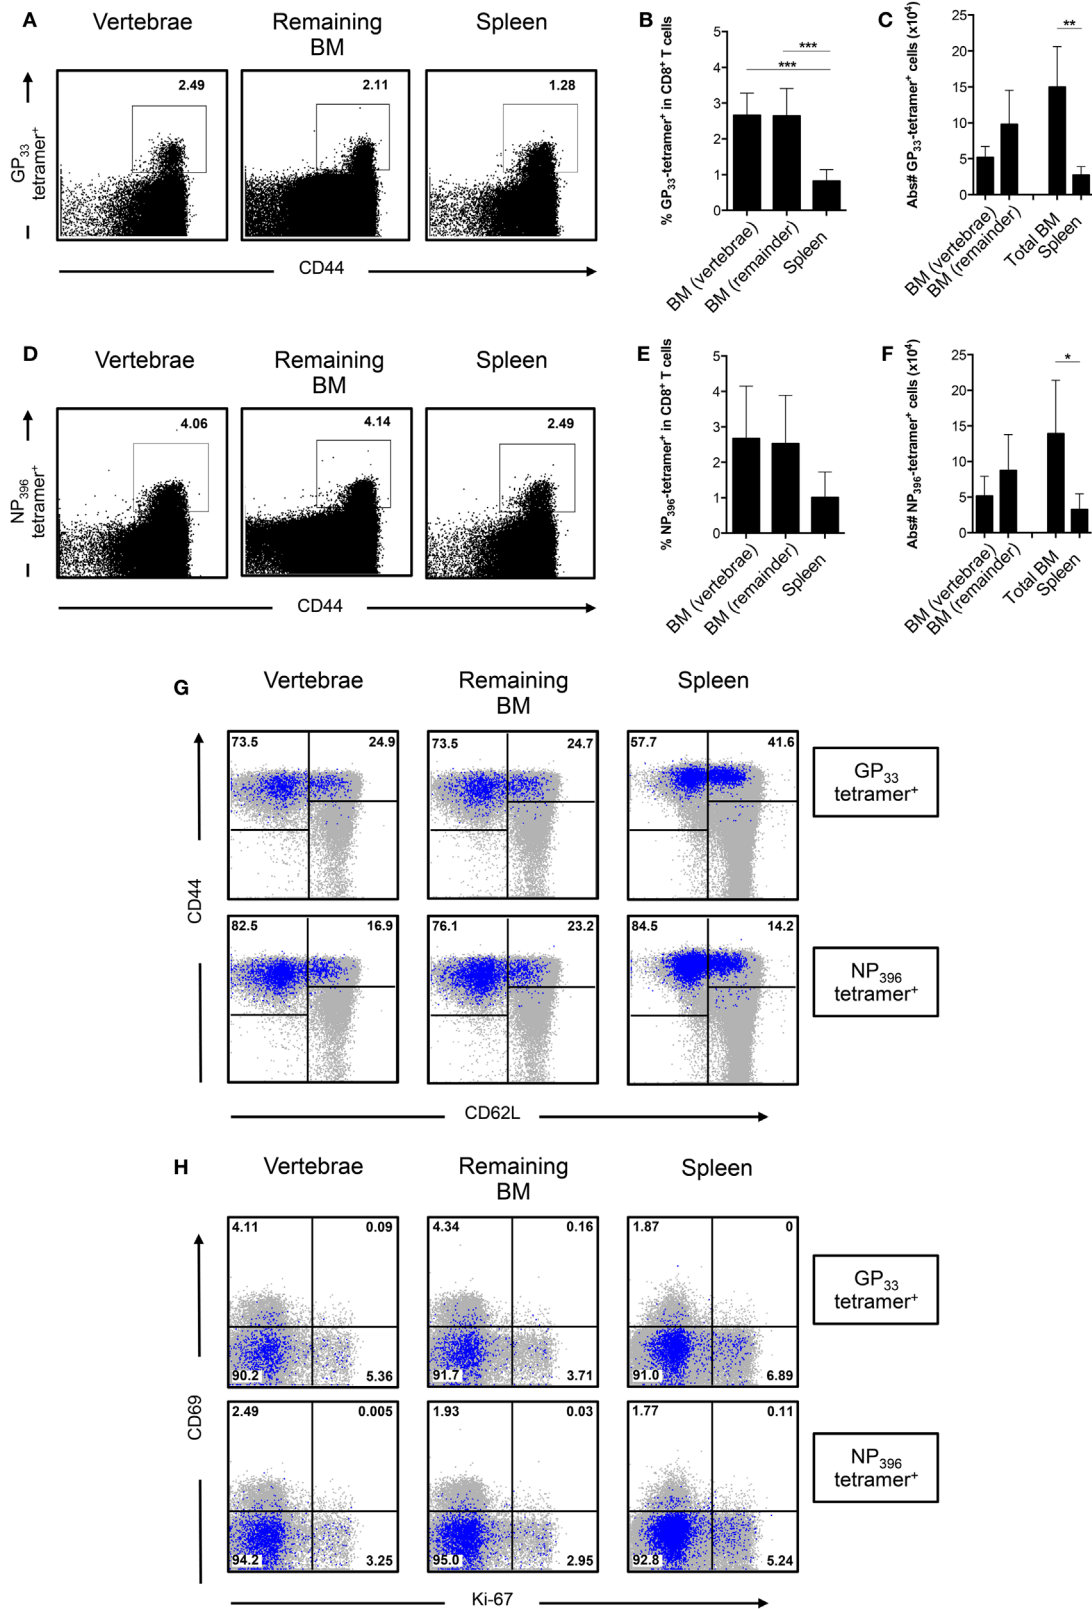 A
Vertebrae
Remaining
BM
Spleen
GP33
tetramer+
2.49
2.11
1.28
CD44
B
% GP33-tetramer+ in CD8+ T cells
5
4
3
2
1
0
***
***
BM (vertebrae)
BM (remainder)
Spleen
C
Abs# GP33-tetramer+ cells (x10⁴)
25
20
15
10
5
0
**
BM (vertebrae)
BM (remainder)
Total BM
Spleen
D
Vertebrae
Remaining
BM
Spleen
NP396
tetramer+
4.06
4.14
2.49
CD44
E
% NP396-tetramer+ in CD8+ T cells
5
4
3
2
1
0
BM (vertebrae)
BM (remainder)
Spleen
F
Abs# NP396-tetramer+ cells (x10⁴)
25
20
15
10
5
0
*
BM (vertebrae)
BM (remainder)
Total BM
Spleen
G
Vertebrae
Remaining
BM
Spleen
CD44
73.5 24.9
73.5 24.7
57.7 41.6
GP33
tetramer+
82.5 16.9
76.1 23.2
84.5 14.2
NP396
tetramer+
CD62L
H
Vertebrae
Remaining
BM
Spleen
CD69
4.11 0.09
4.34 0.16
1.87 0
90.2 5.36
91.7 3.71
91.0 6.89
GP33
tetramer+
2.49 0.005
1.93 0.03
1.77 0.11
94.2 3.25
95.0 2.95
92.8 5.24
NP396
tetramer+
Ki-67